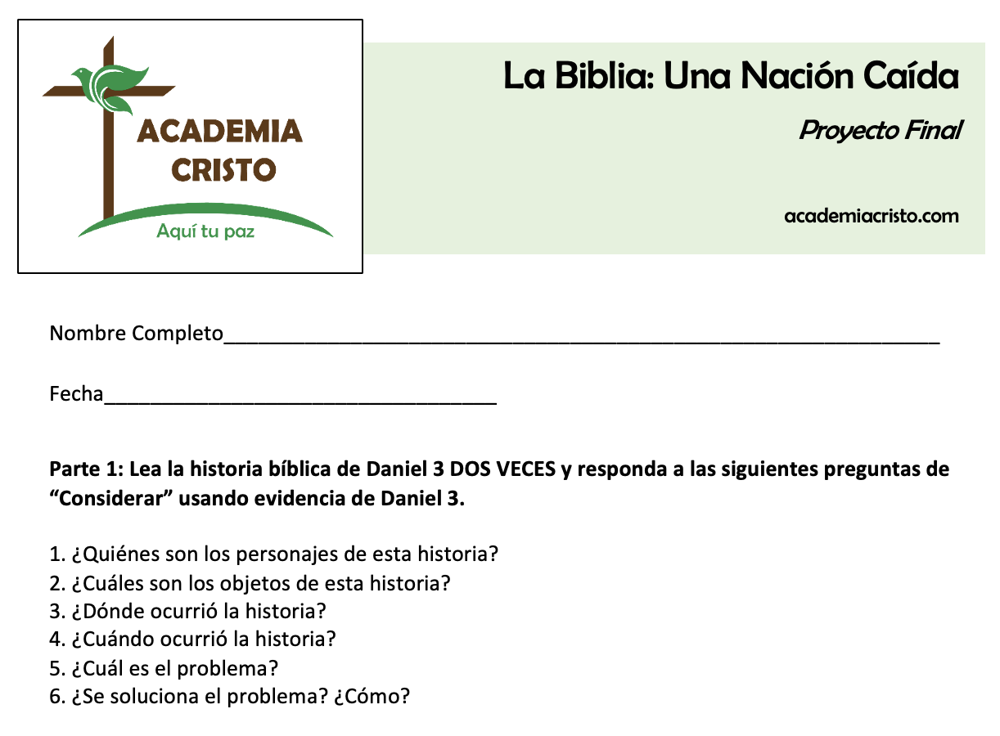 ACADEMIA
CRISTO
Aquí tu paz
La Biblia: Una Nación Caída
Proyecto Final
academiacristo.com
Nombre Completo______________________________________________________________
Fecha__________________________________
Parte 1: Lea la historia bíblica de Daniel 3 DOS VECES y responda a las siguientes preguntas de
“Considerar” usando evidencia de Daniel 3.
1. ¿Quiénes son los personajes de esta historia?
2. ¿Cuáles son los objetos de esta historia?
3. ¿Dónde ocurrió la historia?
4. ¿Cuándo ocurrió la historia?
5. ¿Cuál es el problema?
6. ¿Se soluciona el problema? ¿Cómo?